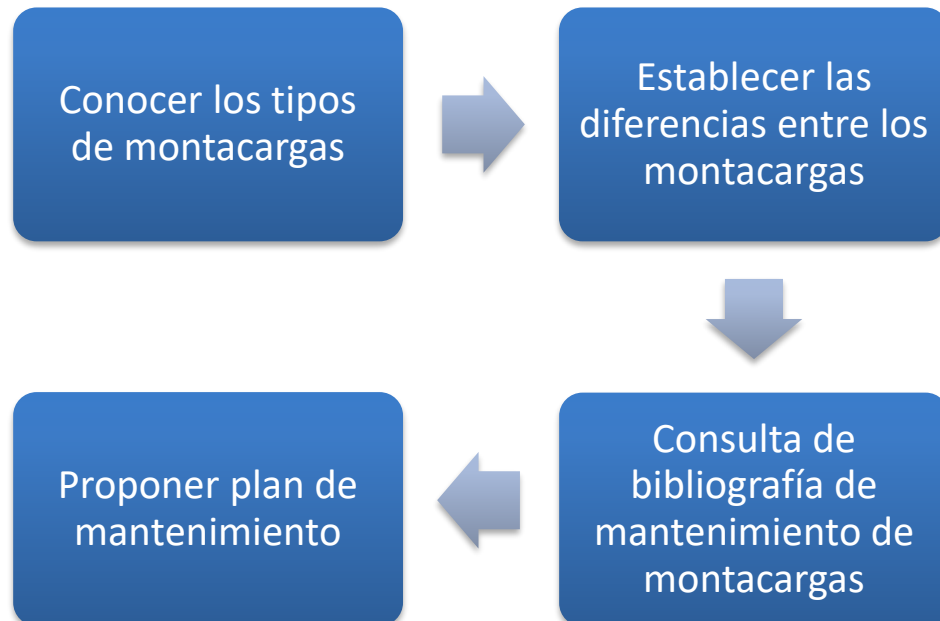 Conocer los tipos
de montacargas
Establecer las
diferencias entre los
montacargas
Consulta de
bibliografía de
mantenimiento de
montacargas
Proponer plan de
mantenimiento